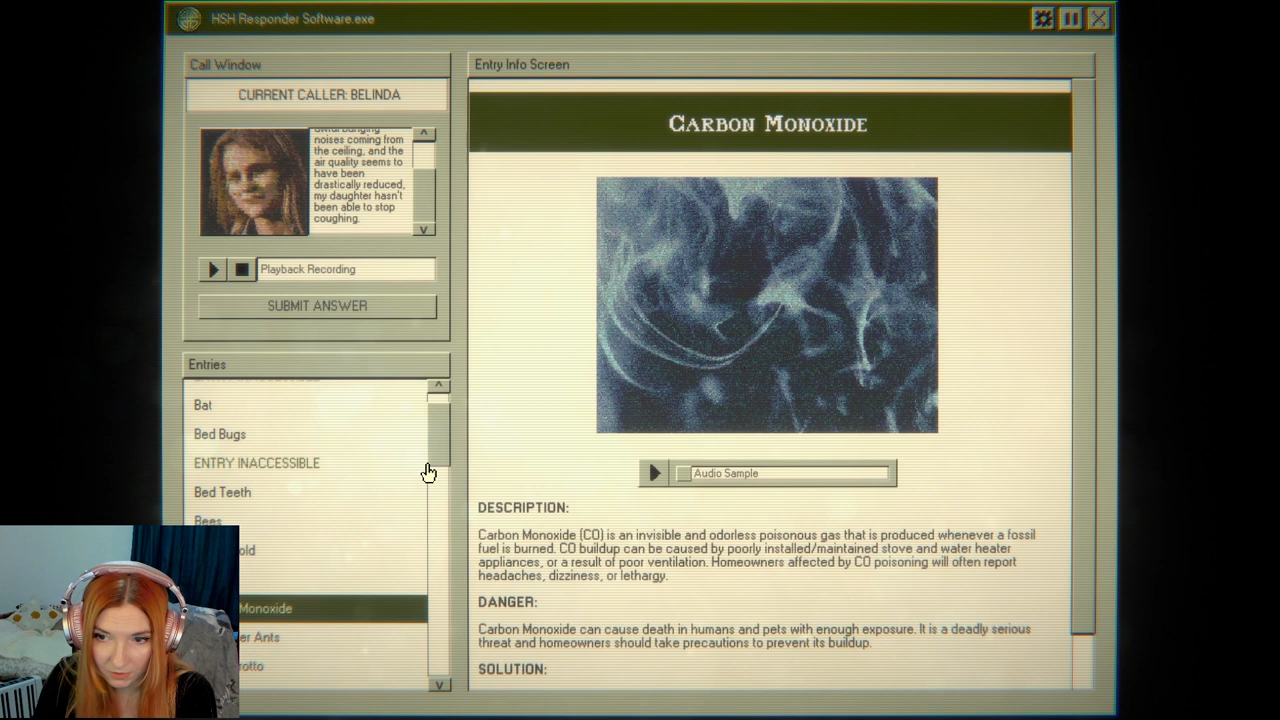 HSH Responder Software.exe
Call Window
CURRENT CALLER: BELINDA
noises coming from
the ceiling, and the
air quality seems to
have been
drastically reduced,
my daughter hasn't
been able to stop
coughing.
Playback Recording
SUBMIT ANSWER
Entries
Bat
Bed Bugs
ENTRY INACCESSIBLE
Bed Teeth
Bees
old
Monoxide
er Ants
rotto
Entry Info Screen
Carbon Monoxide
Audio Sample
DESCRIPTION:
Carbon Monoxide (CO) is an invisible and odorless poisonous gas that is produced whenever a fossil
fuel is burned. CO buildup can be caused by poorly installed/maintained stove and water heater
appliances, or a result of poor ventilation. Homeowners affected by CO poisoning will often report
headaches, dizziness, or lethargy.
DANGER:
Carbon Monoxide can cause death in humans and pets with enough exposure. It is a deadly serious
threat and homeowners should take precautions to prevent its buildup.
SOLUTION: